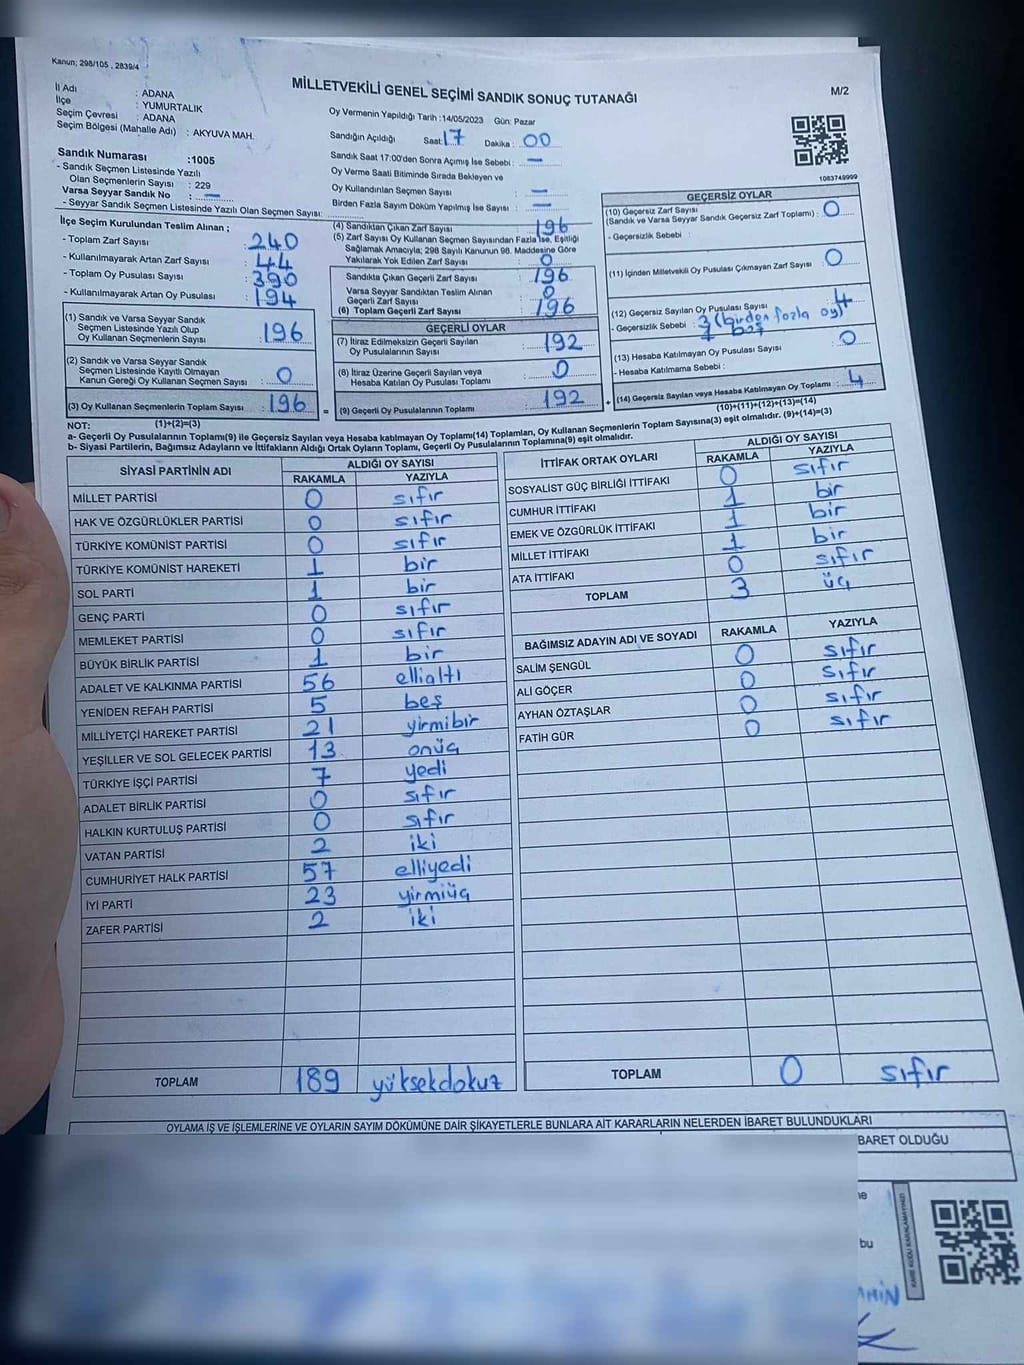 Kanun; 298/105 , 2839/4
MİLLETVEKİLİ GENEL SEÇİMİ SANDIK SONUÇ TUTANAĞI
M/2
İl Adı : ADANA
İlçe : YUMURTALIK
Seçim Çevresi : ADANA
Seçim Bölgesi (Mahalle Adı) : AKYUVA MAH.
Sandık Numarası :1005
- Sandık Seçmen Listesinde Yazılı
Olan Seçmenlerin Sayısı : 229
Varsa Seyyar Sandık No : –
- Seyyar Sandık Seçmen Listesinde Yazılı Olan Seçmen Sayısı:
Oy Vermenin Yapıldığı Tarih :14/05/2023 Gün: Pazar
Sandığın Açıldığı Saat: 17 Dakika : 00
Sandık Saat 17:00'den Sonra Açımış İse Sebebi : –
Oy Verme Saati Bitiminde Sırada Bekleyen ve
Oy Kullandırılan Seçmen Sayısı : –
Birden Fazla Sayım Döküm Yapılmış İse Sayısı : –
1083749999
İlçe Seçim Kurulundan Teslim Alınan ;
- Toplam Zarf Sayısı : 240
- Kullanılmayarak Artan Zarf Sayısı : 44
- Toplam Oy Pusulası Sayısı : 390
- Kullanılmayarak Artan Oy Pusulası : 194
(1) Sandık ve Varsa Seyyar Sandık
Seçmen Listesinde Yazılı Olup
Oy Kullanan Seçmenlerin Sayısı : 196
(2) Sandık ve Varsa Seyyar Sandık
Seçmen Listesinde Kayıtlı Olmayan
Kanun Gereği Oy Kullanan Seçmen Sayısı : 0
(3) Oy Kullanan Seçmenlerin Toplam Sayısı : 196
(1)+(2)=(3)
(4) Sandıktan Çıkan Zarf Sayısı : 196
(5) Zarf Sayısı Oy Kullanan Seçmen Sayısından Fazla İse, Eşitliği
Sağlamak Amacıyla; 298 Sayılı Kanunun 98. Maddesine Göre
Yakılarak Yok Edilen Zarf Sayısı : 0
Sandıkta Çıkan Geçerli Zarf Sayısı : 196
Varsa Seyyar Sandıktan Teslim Alınan
Geçerli Zarf Sayısı : 0
(6) Toplam Geçerli Zarf Sayısı : 196
GEÇERLİ OYLAR
(7) İtiraz Edilmeksizin Geçerli Sayılan
Oy Pusulalarının Sayısı : 192
(8) İtiraz Üzerine Geçerli Sayılan veya
Hesaba Katılan Oy Pusulası Toplamı : 0
= (9) Geçerli Oy Pusulalarının Toplamı : 192
GEÇERSİZ OYLAR
(10) Geçersiz Zarf Sayısı
(Sandık ve Varsa Seyyar Sandık Geçersiz Zarf Toplamı) : 0
- Geçersizlik Sebebi :
(11) İçinden Milletvekili Oy Pusulası Çıkmayan Zarf Sayısı : 0
(12) Geçersiz Sayılan Oy Pusulası Sayısı : 4
- Geçersizlik Sebebi : 3 (birden fazla oy)
1 boş
(13) Hesaba Katılmayan Oy Pusulası Sayısı : 0
- Hesaba Katılmama Sebebi :
+ (14) Geçersiz Sayılan veya Hesaba Katılmayan Oy Toplamı : 4
(10)+(11)+(12)+(13)=(14)
NOT:
a- Geçerli Oy Pusulalarının Toplamı(9) ile Geçersiz Sayılan veya Hesaba katılmayan Oy Toplamı(14) Toplamları, Oy Kullanan Seçmenlerin Toplam Sayısına(3) eşit olmalıdır. (9)+(14)=(3)
b- Siyasi Partilerin, Bağımsız Adayların ve İttifakların Aldığı Ortak Oyların Toplamı, Geçerli Oy Pusulalarının Toplamına(9) eşit olmalıdır.
SİYASİ PARTİNİN ADI ALDIĞI OY SAYISI
RAKAMLA YAZIYLA
MİLLET PARTİSİ 0 sıfır
HAK VE ÖZGÜRLÜKLER PARTİSİ 0 sıfır
TÜRKİYE KOMÜNİST PARTİSİ 0 sıfır
TÜRKİYE KOMÜNİST HAREKETİ 1 bir
SOL PARTİ 1 bir
GENÇ PARTİ 0 sıfır
MEMLEKET PARTİSİ 0 sıfır
BÜYÜK BİRLİK PARTİSİ 1 bir
ADALET VE KALKINMA PARTİSİ 56 ellialtı
YENİDEN REFAH PARTİSİ 5 beş
MİLLİYETÇİ HAREKET PARTİSİ 21 yirmibir
YEŞİLLER VE SOL GELECEK PARTİSİ 13 onüç
TÜRKİYE İŞÇİ PARTİSİ 7 yedi
ADALET BİRLİK PARTİSİ 0 sıfır
HALKIN KURTULUŞ PARTİSİ 0 sıfır
VATAN PARTİSİ 2 iki
CUMHURİYET HALK PARTİSİ 57 elliyedi
İYİ PARTİ 23 yirmiüç
ZAFER PARTİSİ 2 iki
TOPLAM 189 yüksekdokuz
İTTİFAK ORTAK OYLARI ALDIĞI OY SAYISI
RAKAMLA YAZIYLA
SOSYALİST GÜÇ BİRLİĞİ İTTİFAKI 0 sıfır
CUMHUR İTTİFAKI 1 bir
EMEK VE ÖZGÜRLÜK İTTİFAKI 1 bir
MİLLET İTTİFAKI 1 bir
ATA İTTİFAKI 0 sıfır
TOPLAM 3 üç
BAĞIMSIZ ADAYIN ADI VE SOYADI RAKAMLA YAZIYLA
SALİM ŞENGÜL 0 sıfır
ALİ GÖÇER 0 sıfır
AYHAN ÖZTAŞLAR 0 sıfır
FATİH GÜR 0 sıfır
TOPLAM 0 sıfır
OYLAMA İŞ VE İŞLEMLERİNE VE OYLARIN SAYIM DÖKÜMÜNE DAİR ŞİKAYETLERLE BUNLARA AİT KARARLARIN NELERDEN İBARET BULUNDUKLARI
BARET OLDUĞU
bu